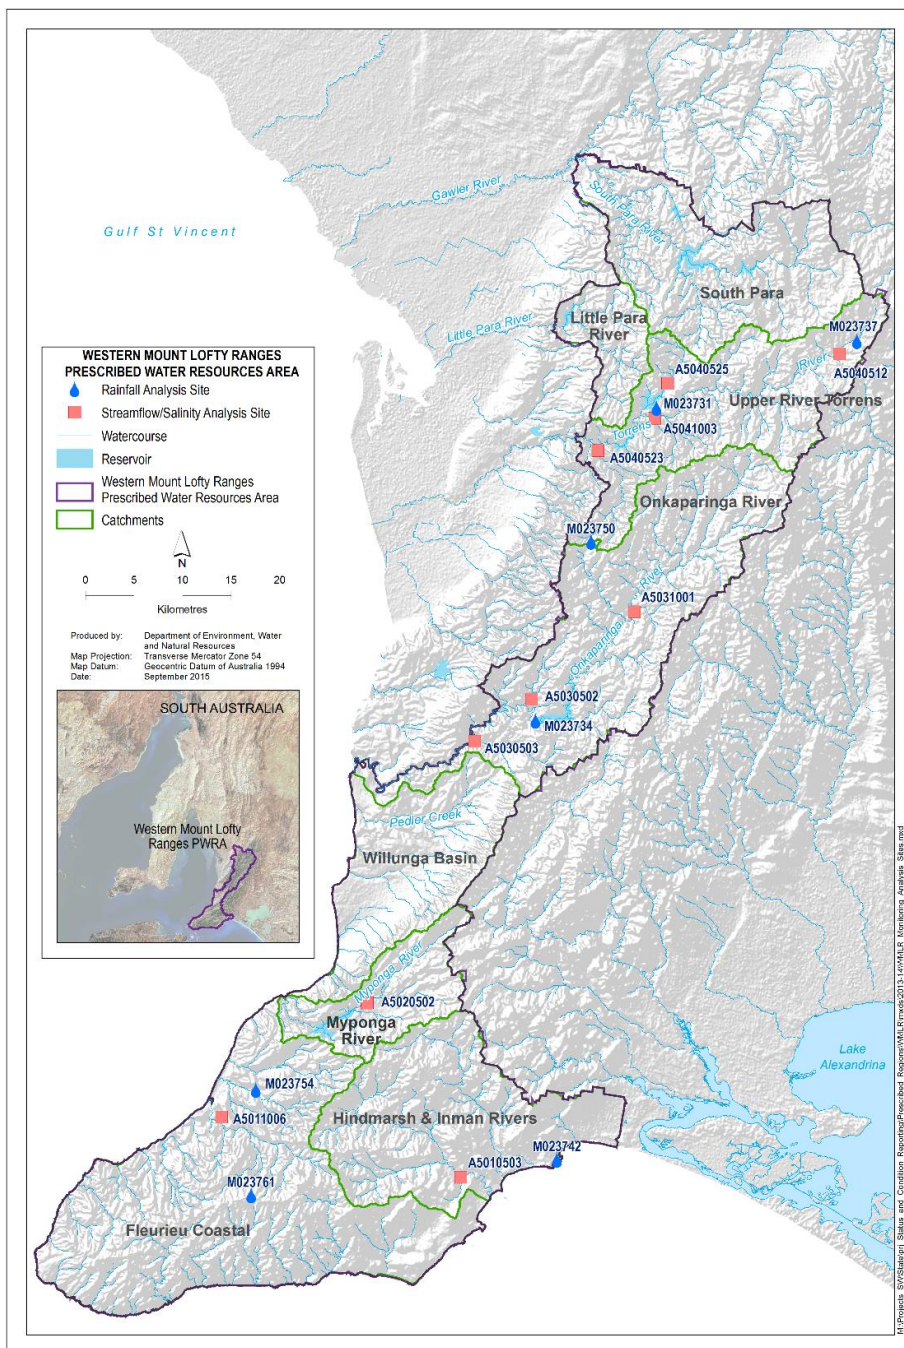 Gawler River
South Para River
Gulf St Vincent
South Para
Little Para
River
Little Para River
M023737
River
A5040512
A5040525
M023731
Upper River Torrens
A5041003
Torrens
A5040523
Onkaparinga River
M023750
WESTERN MOUNT LOFTY RANGES
PRESCRIBED WATER RESOURCES AREA
Rainfall Analysis Site
Streamflow/Salinity Analysis Site
Watercourse
Reservoir
Western Mount Lofty Ranges
Prescribed Water Resources Area
Catchments
N
0 5 10 15 20
Kilometres
Produced by: Department of Environment, Water
and Natural Resources
Map Projection: Transverse Mercator Zone 54
Map Datum: Geocentric Datum of Australia 1994
Date: September 2015
SOUTH AUSTRALIA
Western Mount Lofty
Ranges PWRA
River
A5031001
Onkaparinga
A5030502
M023734
A5030503
Pedler Creek
Willunga Basin
Myponga River
A5020502
Myponga
River
Lake
Alexandrina
M023754
A5011006
Hindmarsh & Inman Rivers
M023742
A5010503
M023761
Fleurieu Coastal